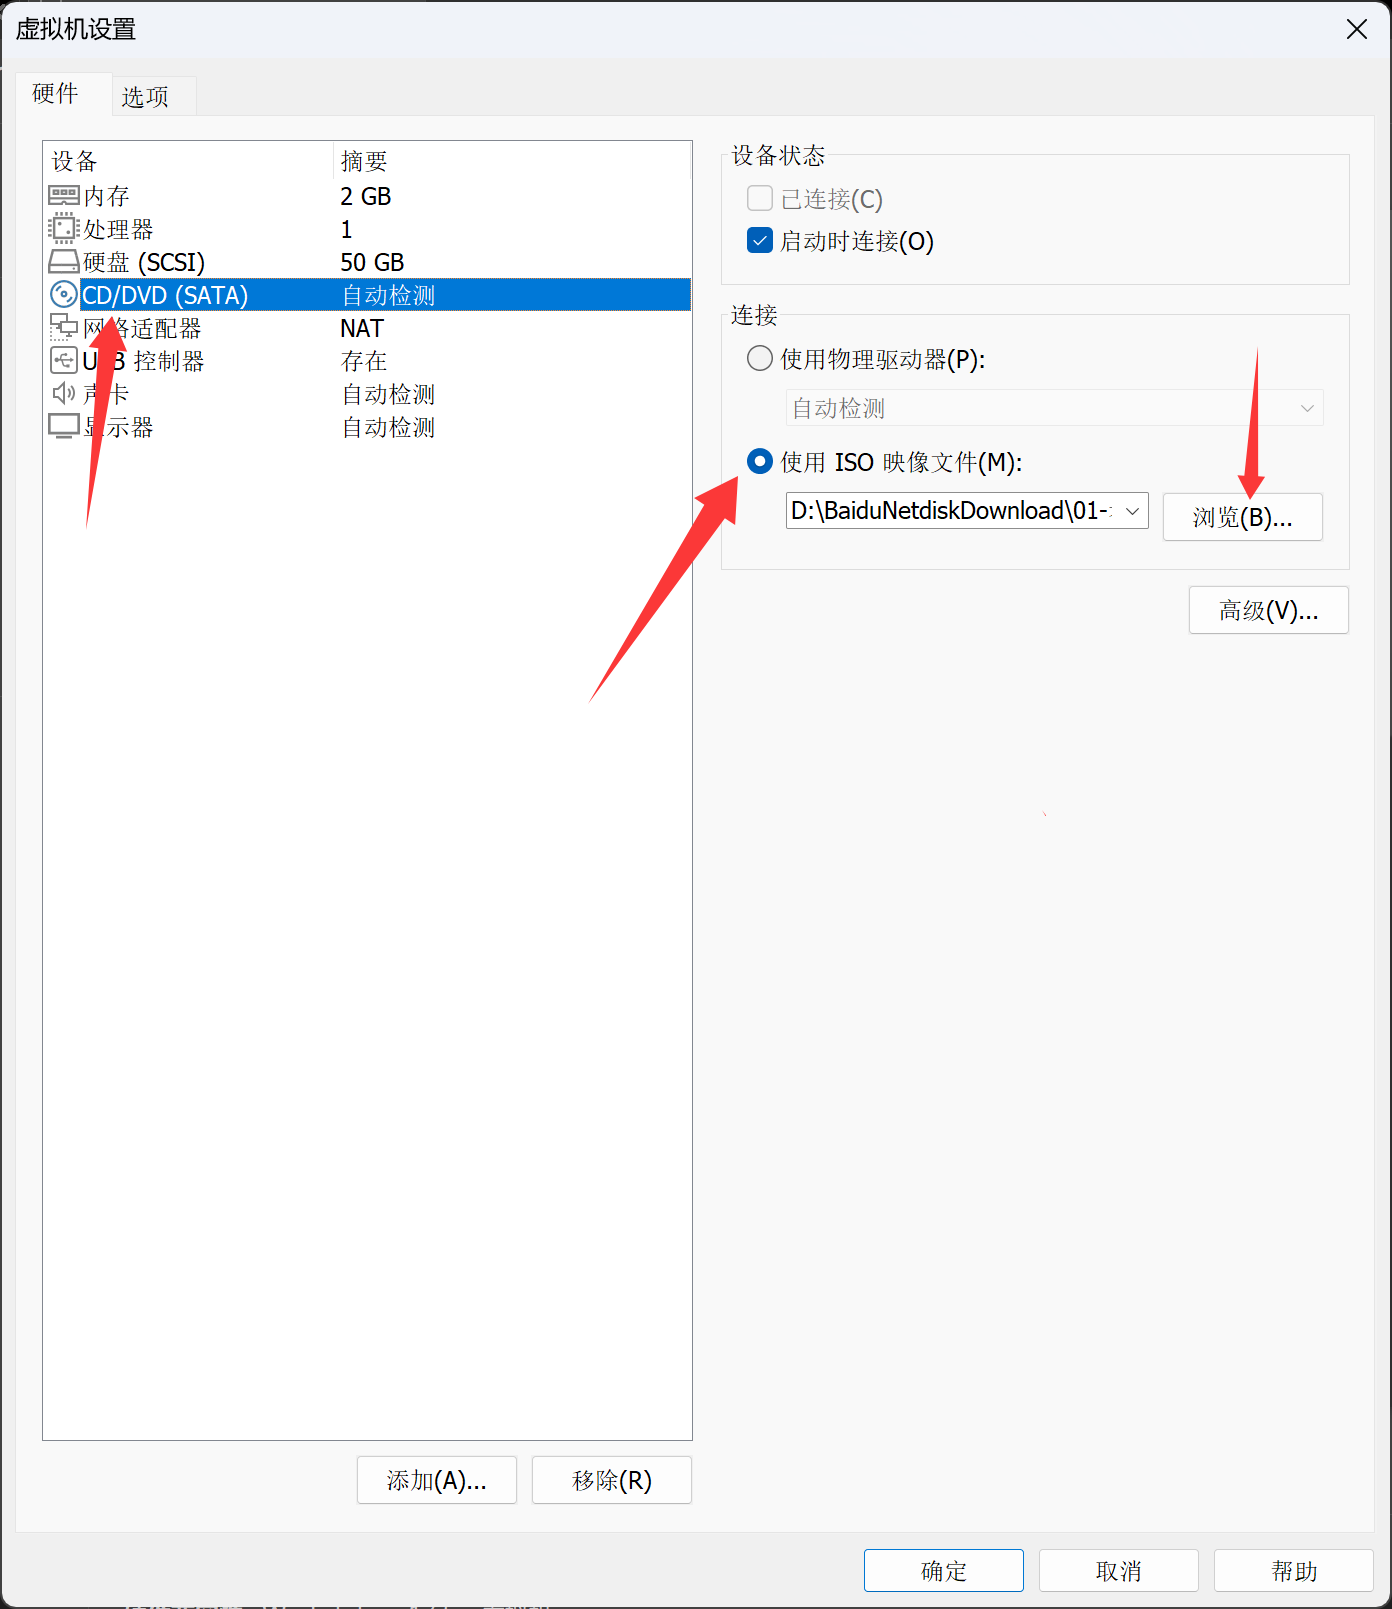 虚拟机设置
硬件
选项
设备 摘要
内存 2 GB
处理器 1
硬盘 (SCSI) 50 GB
CD/DVD (SATA) 自动检测
网络适配器 NAT
USB 控制器 存在
声卡 自动检测
显示器 自动检测
添加(A)...
移除(R)
设备状态
已连接(C)
启动时连接(O)
连接
使用物理驱动器(P):
自动检测
使用 ISO 映像文件(M):
D:\BaiduNetdiskDownload\01-
浏览(B)...
高级(V)...
确定
取消
帮助